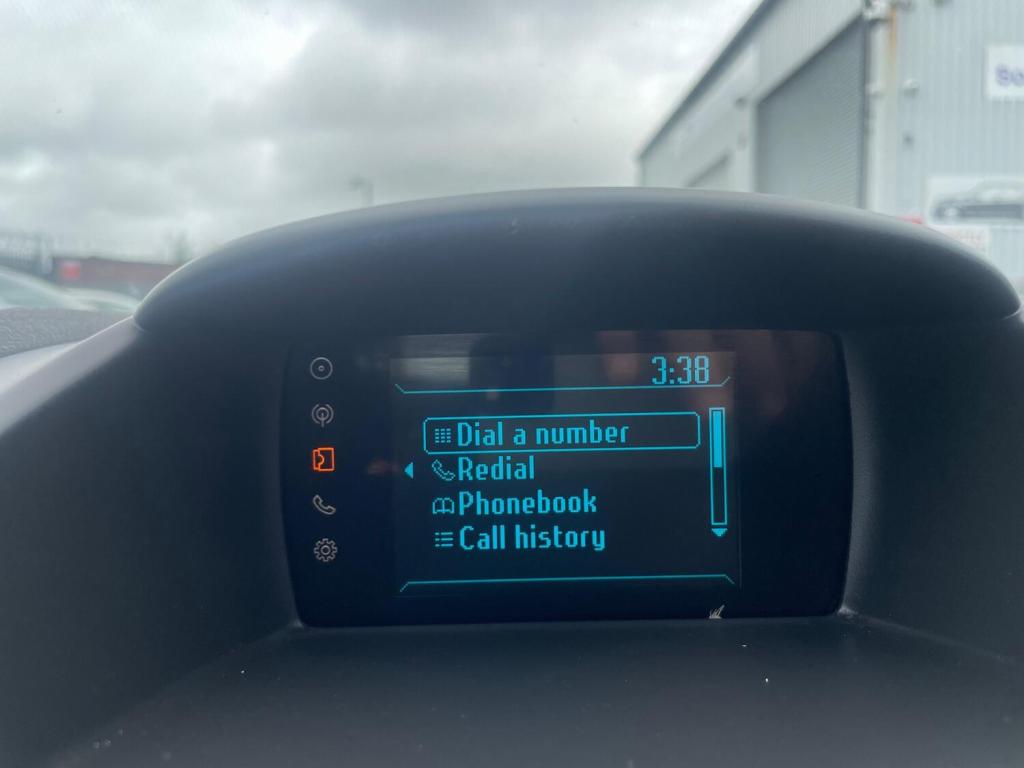 3:38
Dial a number
Redial
Phonebook
Call history